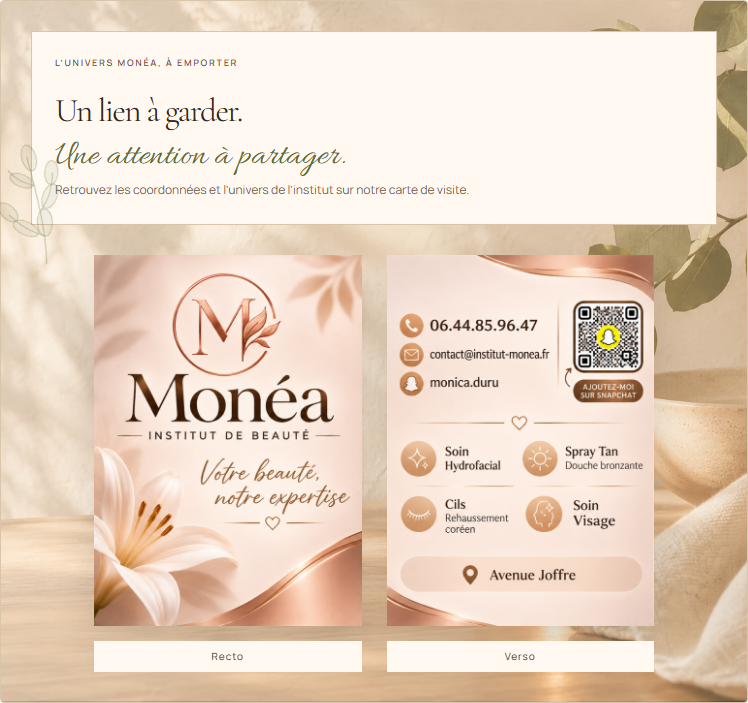 L'UNIVERS MONÉA, À EMPORTER
Un lien à garder.
Une attention à partager.
Retrouvez les coordonnées et l'univers de l'institut sur notre carte de visite.
M
Monéa
INSTITUT DE BEAUTÉ
Votre beauté,
notre expertise
06.44.85.96.47
contact@institut-monea.fr
monica.duru
AJOUTEZ-MOI
SUR SNAPCHAT
Soin
Hydrofacial
Spray Tan
Douche bronzante
Cils
Rehaussement
coréen
Soin
Visage
Avenue Joffre
Recto
Verso